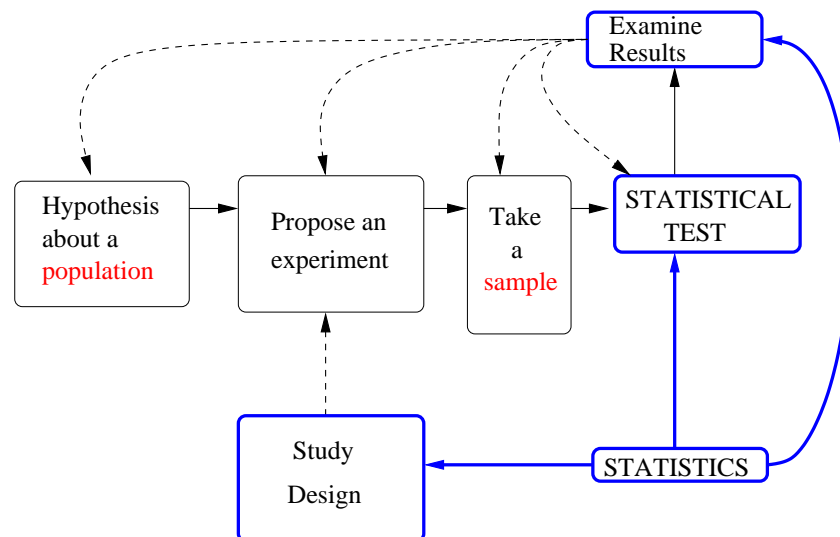 Examine
Results
Hypothesis
about a
population
Propose an
experiment
Take
a
sample
STATISTICAL
TEST
Study
Design
STATISTICS